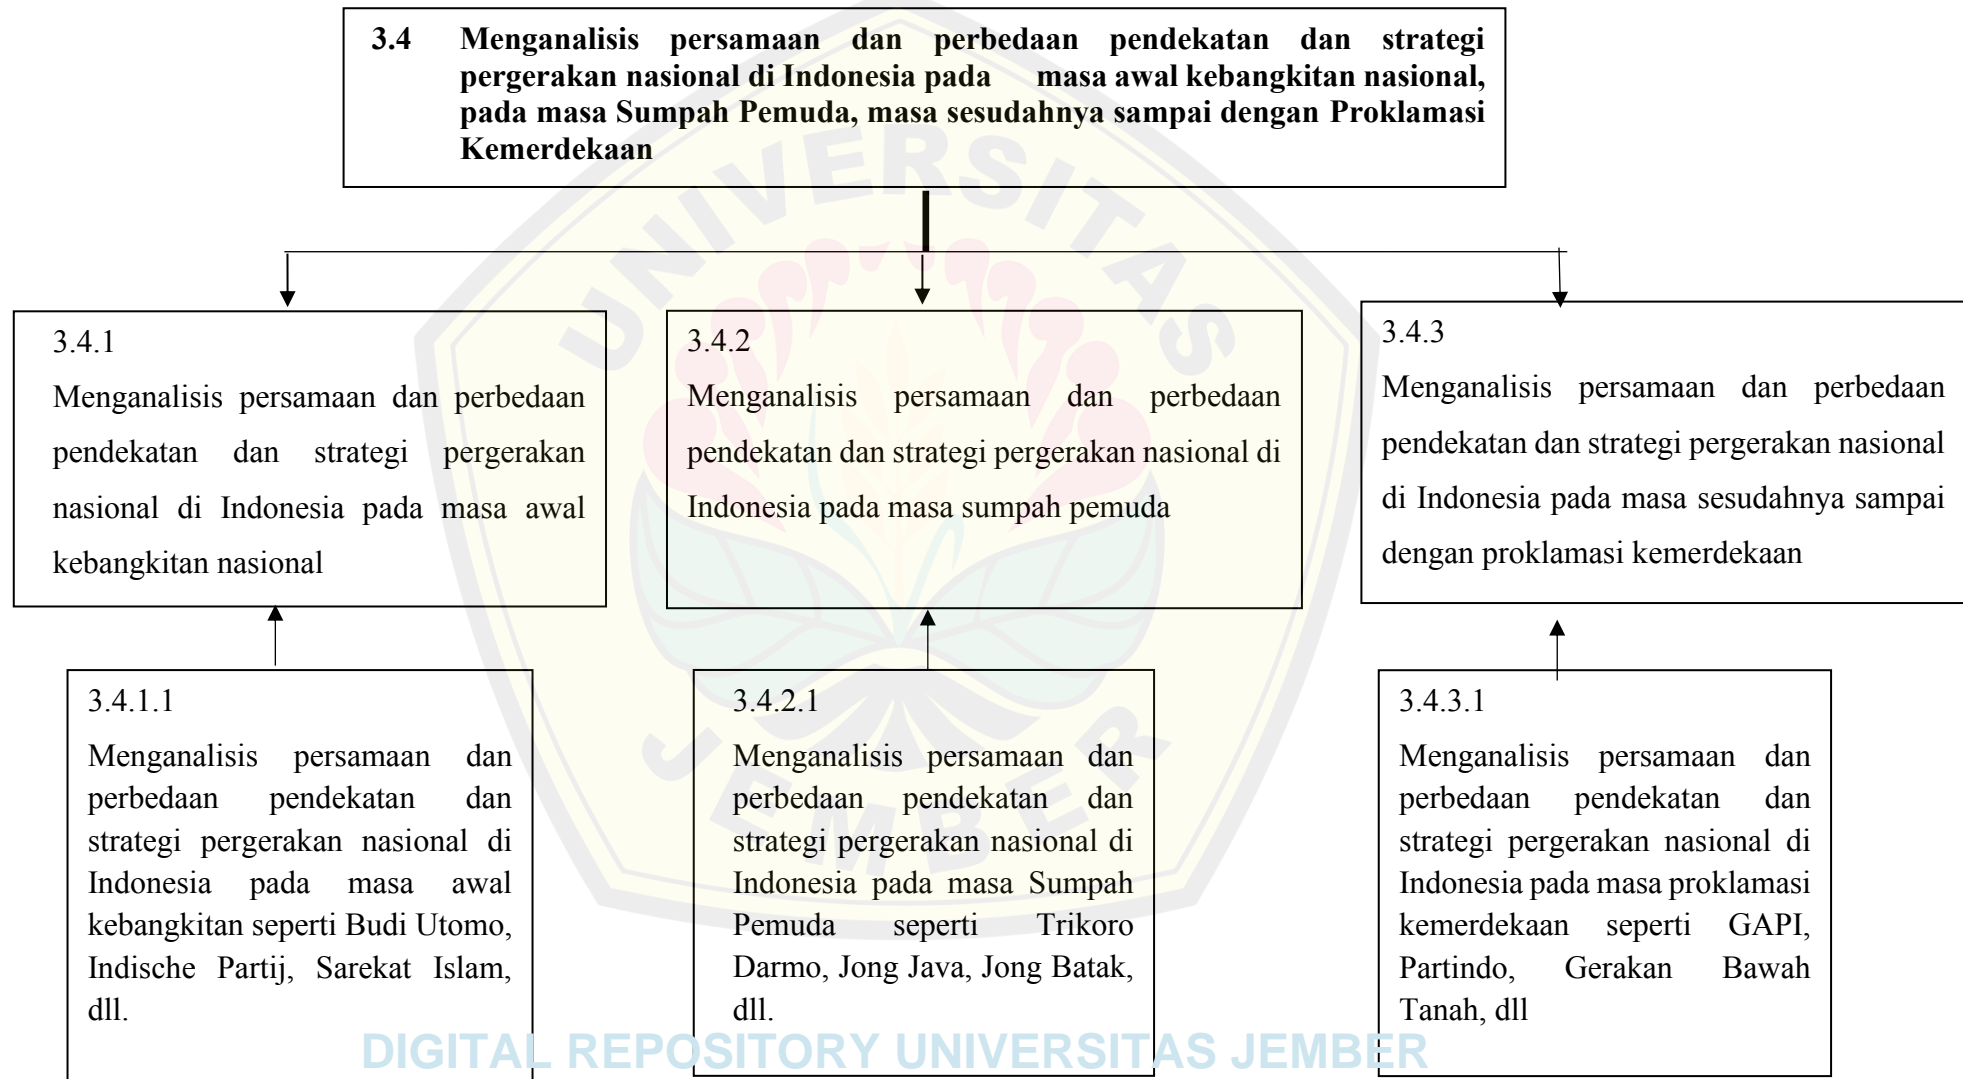 3.4 Menganalisis persamaan dan perbedaan pendekatan dan strategi
pergerakan nasional di Indonesia pada masa awal kebangkitan nasional,
pada masa Sumpah Pemuda, masa sesudahnya sampai dengan Proklamasi
Kemerdekaan
3.4.1
Menganalisis persamaan dan perbedaan
pendekatan dan strategi pergerakan
nasional di Indonesia pada masa awal
kebangkitan nasional
3.4.2
Menganalisis persamaan dan perbedaan
pendekatan dan strategi pergerakan nasional di
Indonesia pada masa sumpah pemuda
3.4.3
Menganalisis persamaan dan perbedaan
pendekatan dan strategi pergerakan nasional
di Indonesia pada masa sesudahnya sampai
dengan proklamasi kemerdekaan
3.4.1.1
Menganalisis persamaan dan
perbedaan pendekatan dan
strategi pergerakan nasional di
Indonesia pada masa awal
kebangkitan seperti Budi Utomo,
Indische Partij, Sarekat Islam,
dll.
3.4.2.1
Menganalisis persamaan dan
perbedaan pendekatan dan
strategi pergerakan nasional di
Indonesia pada masa Sumpah
Pemuda seperti Trikoro
Darmo, Jong Java, Jong Batak,
dll.
3.4.3.1
Menganalisis persamaan dan
perbedaan pendekatan dan
strategi pergerakan nasional di
Indonesia pada masa proklamasi
kemerdekaan seperti GAPI,
Partindo, Gerakan Bawah
Tanah, dll
UNIVERSITAS
JEMBER
DIGITAL REPOSITORY UNIVERSITAS JEMBER